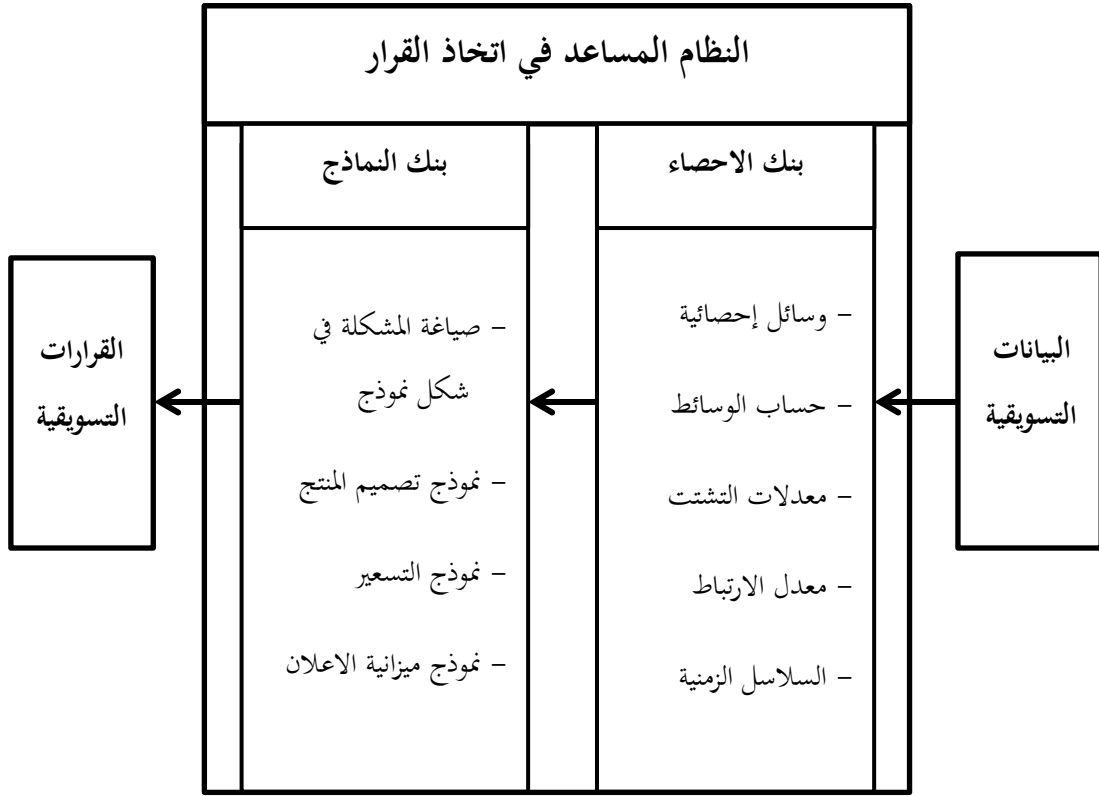 النظام المساعد في اتخاذ القرار
البيانات
التسويقية
بنك الاحصاء
– وسائل إحصائية
– حساب الوسائط
– معدلات التشتت
– معدل الارتباط
– السلاسل الزمنية
بنك النماذج
– صياغة المشكلة في
شكل نموذج
– نموذج تصميم المنتج
– نموذج التسعير
– نموذج ميزانية الاعلان
القرارات
التسويقية